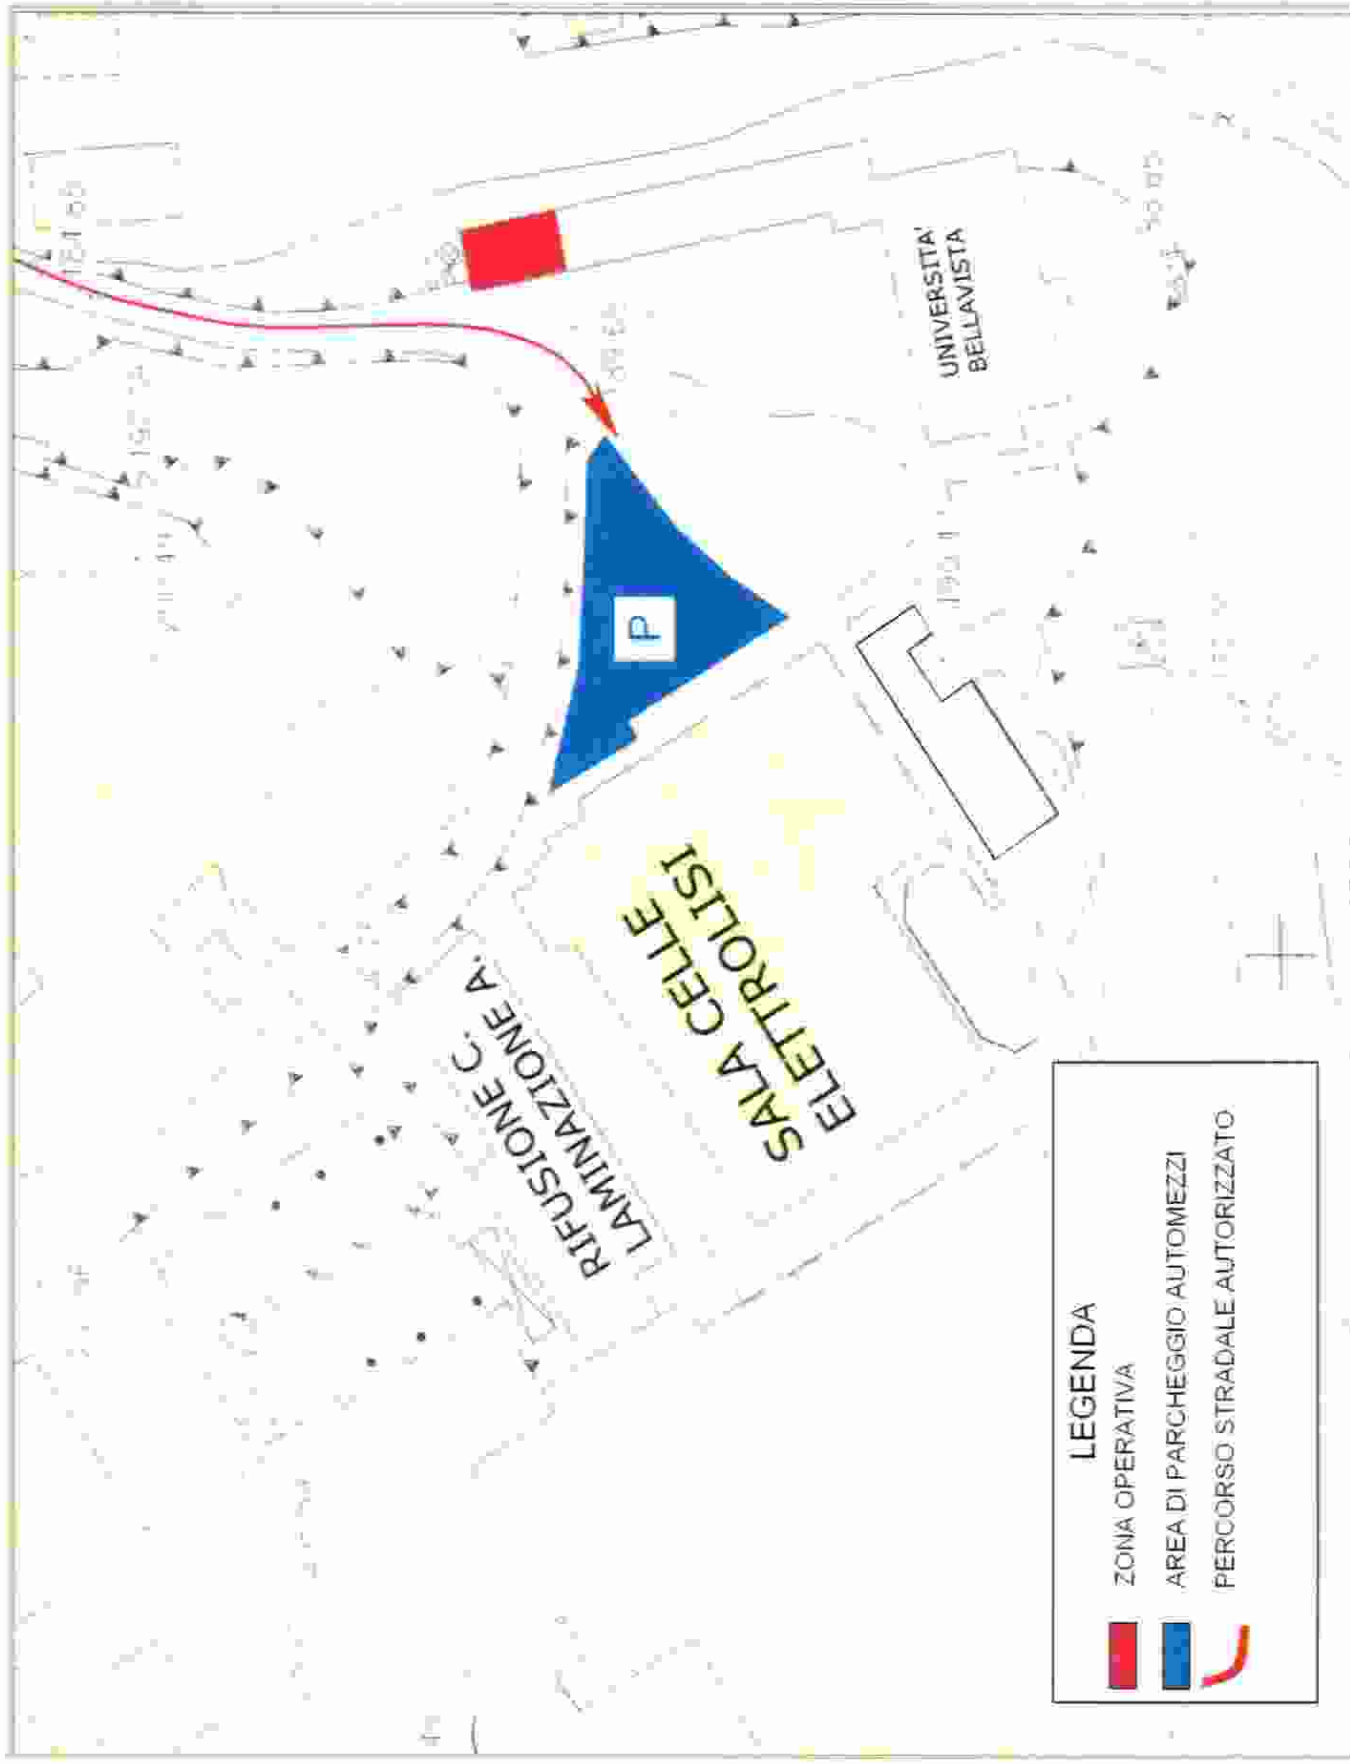 RIFUSIONE C.
LAMINAZIONE A.
SALA CELLE
ELETTROLISI
P
UNIVERSITA'
BELLAVISTA
LEGENDA
ZONA OPERATIVA
AREA DI PARCHEGGIO AUTOMEZZI
PERCORSO STRADALE AUTORIZZATO